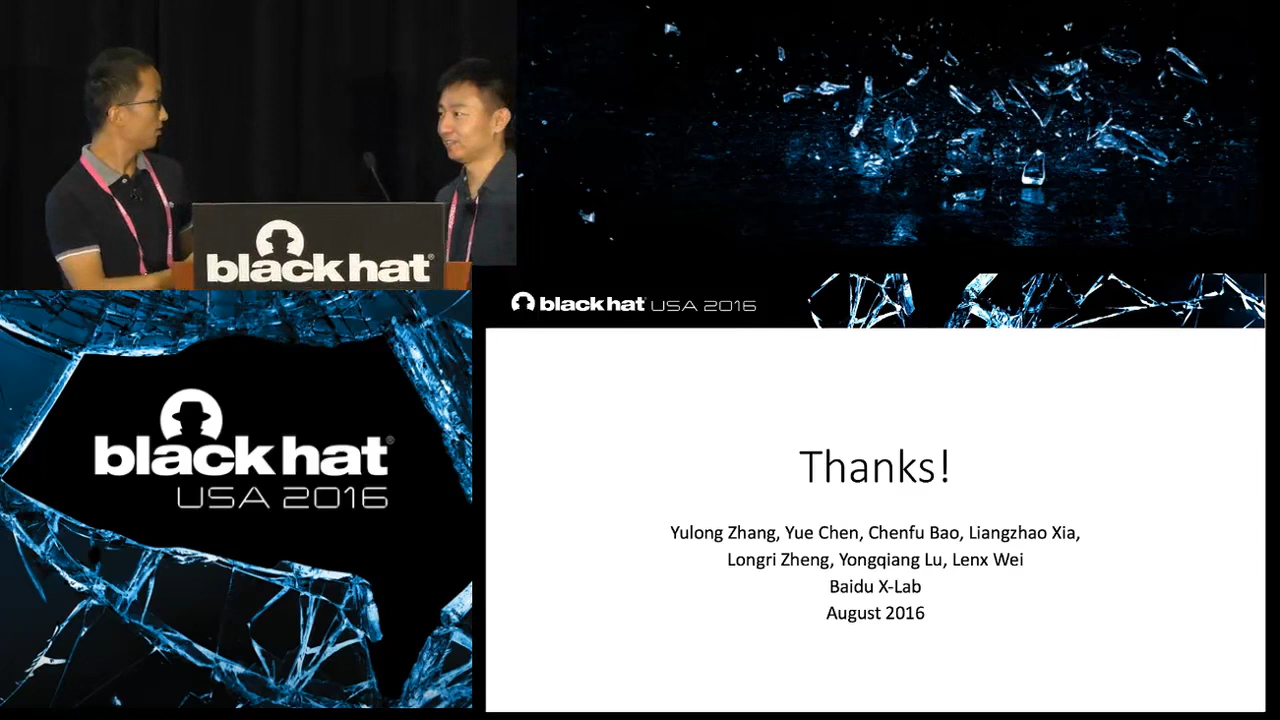 black hat®
black hat USA 2016
black hat®
USA 2016
Thanks!
Yulong Zhang, Yue Chen, Chenfu Bao, Liangzhao Xia,
Longri Zheng, Yongqiang Lu, Lenx Wei
Baidu X-Lab
August 2016